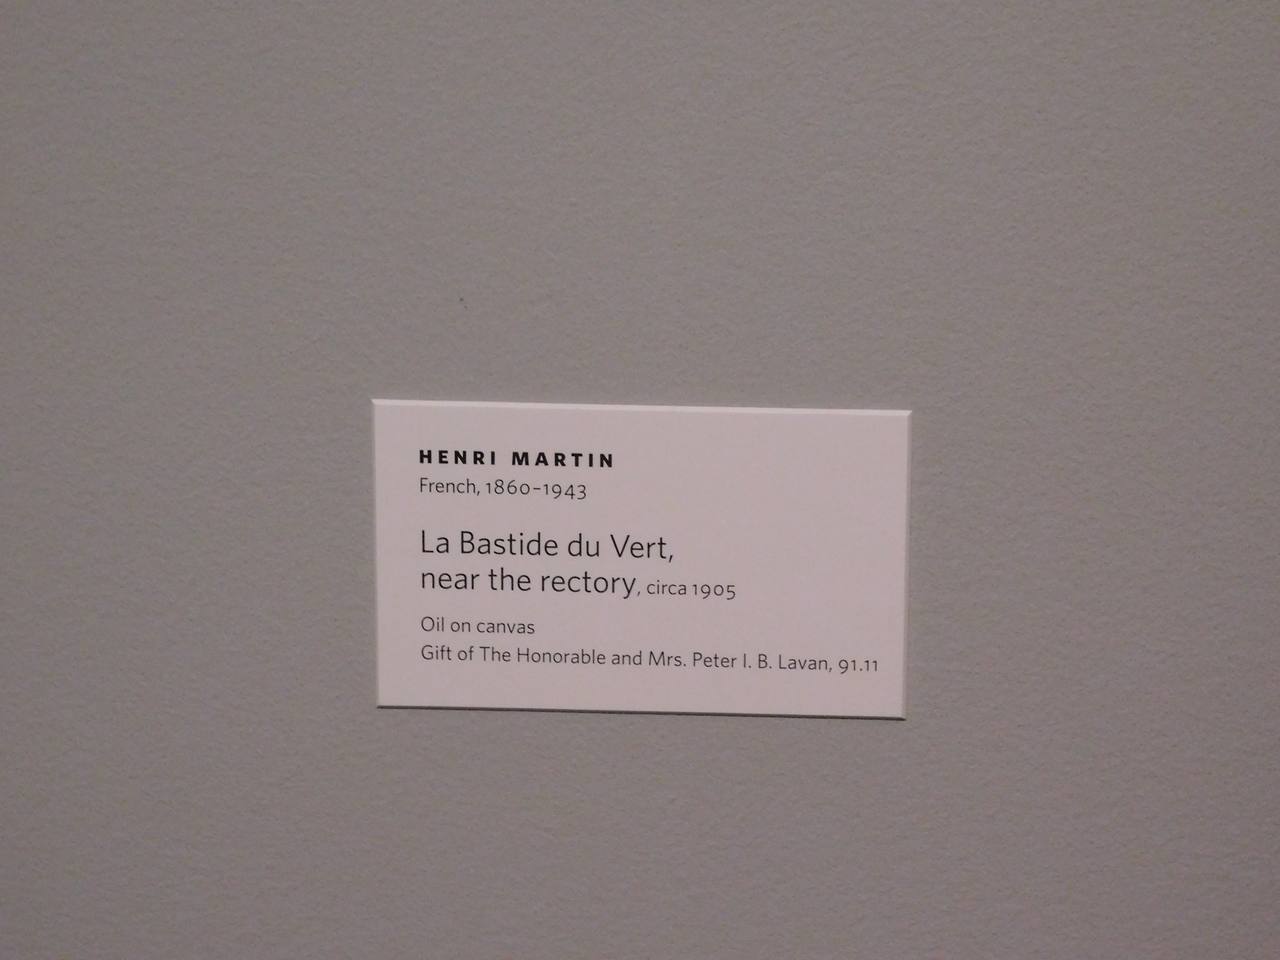 HENRI MARTIN
French, 1860–1943
La Bastide du Vert,
near the rectory, circa 1905
Oil on canvas
Gift of The Honorable and Mrs. Peter I. B. Lavan, 91.11